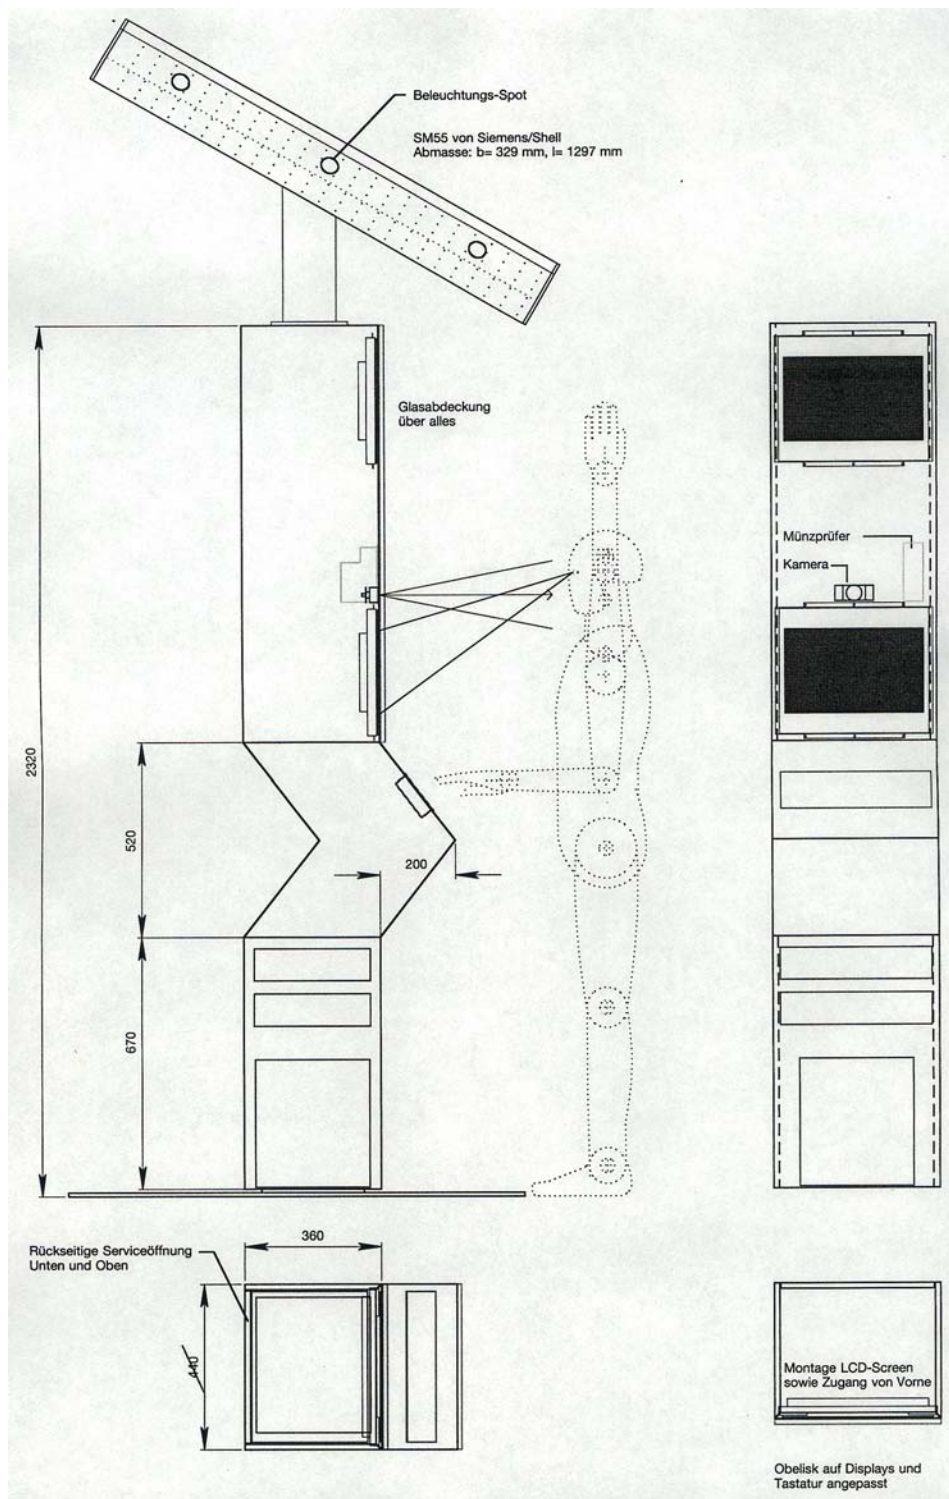 Beleuchtungs-Spot
SM55 von Siemens/Shell
Abmasse: b= 329 mm, l= 1297 mm
Glasabdeckung
über alles
Münzprüfer
Kamera
2320
520
200
670
360
Rückseitige Serviceöffnung
Unten und Oben
440
Montage LCD-Screen
sowie Zugang von Vorne
Obelisk auf Displays und
Tastatur angepasst